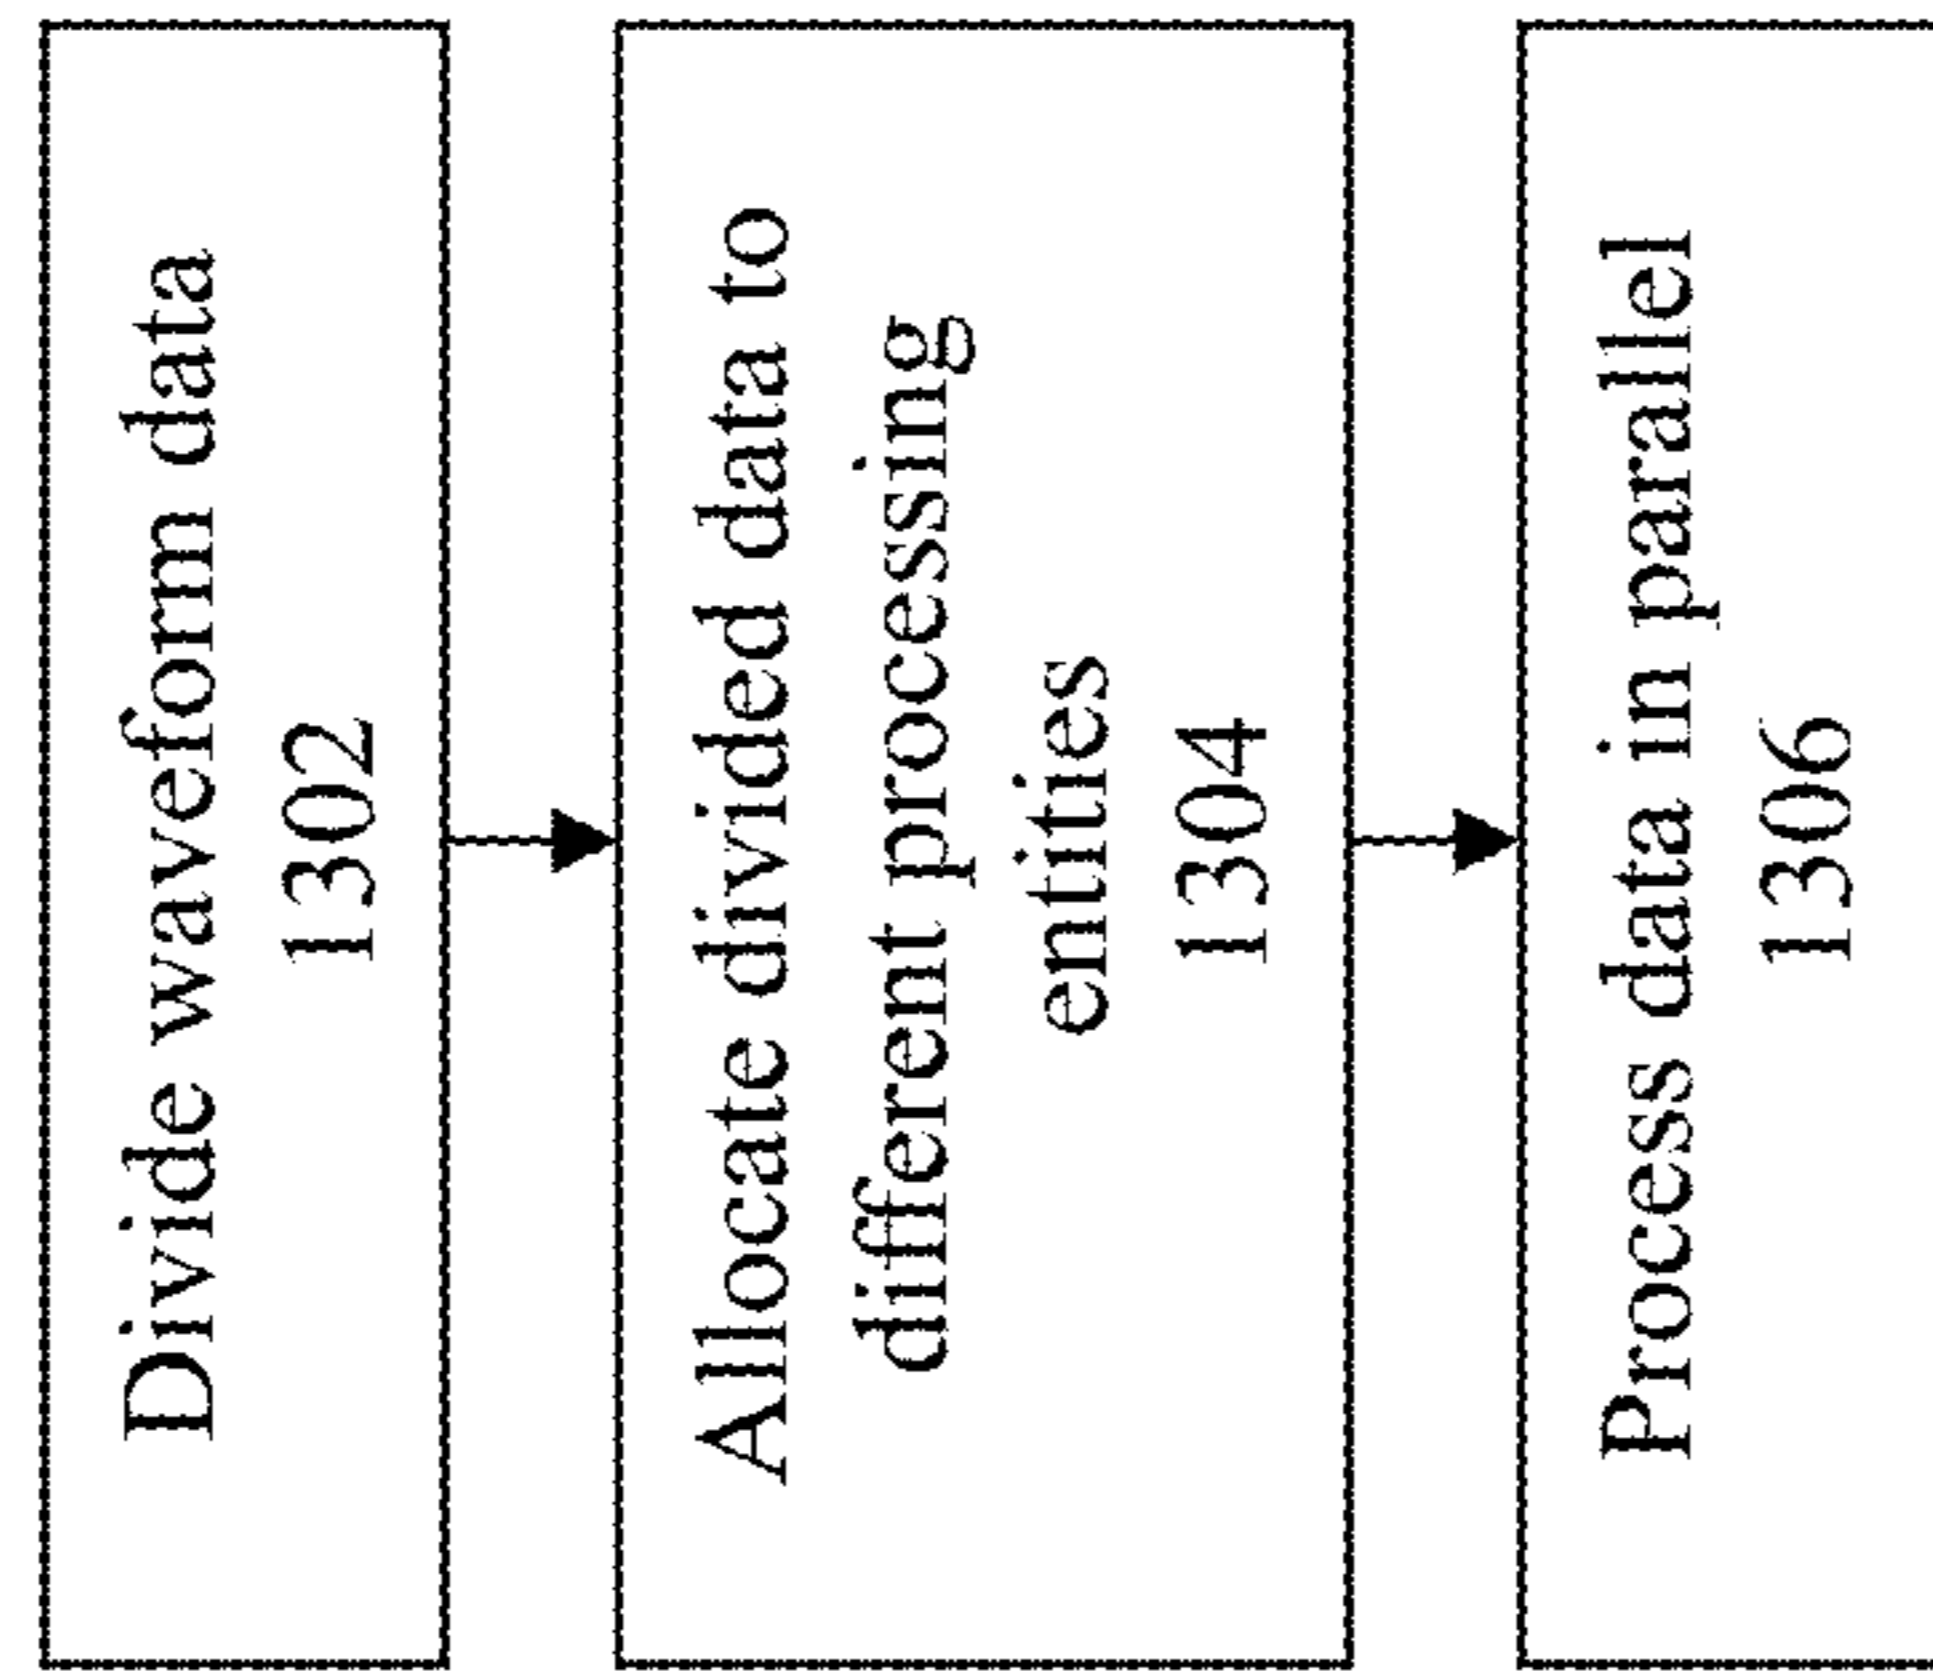 Divide waveform data
1302
Allocate divided data to
different processing
entities
1304
Process data in parallel
1306